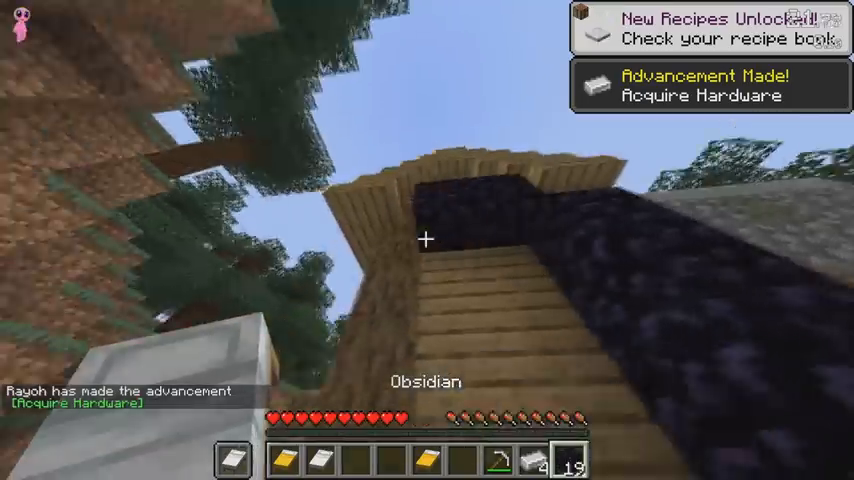 New Recipes Unlocked!
Check your recipe book
Advancement Made!
Acquire Hardware
Obsidian
Rayoh has made the advancement
[Acquire Hardware]
4
19